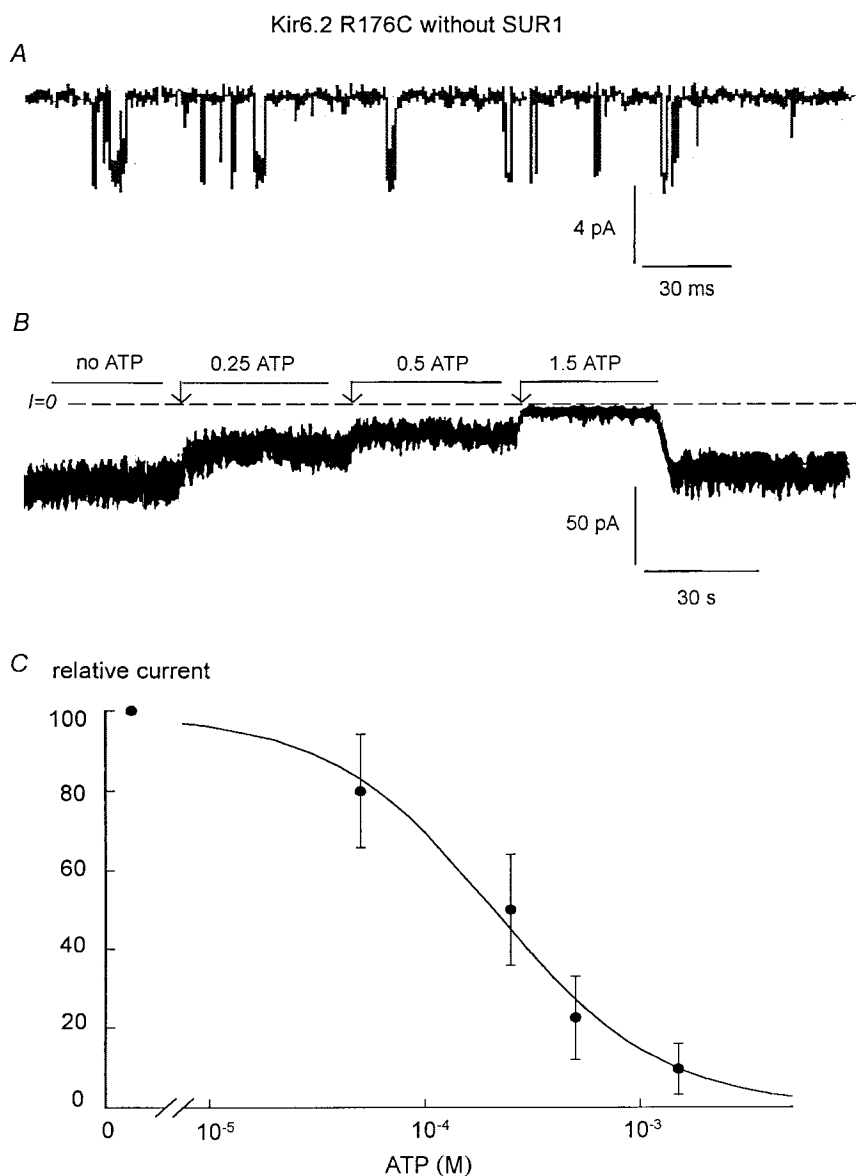 Kir6.2 R176C without SUR1
A
4 pA
30 ms
B
no ATP 0.25 ATP 0.5 ATP 1.5 ATP
I=0
50 pA
30 s
C relative current
100
80
60
40
20
0
0 10⁻⁵ 10⁻⁴ 10⁻³
ATP (M)